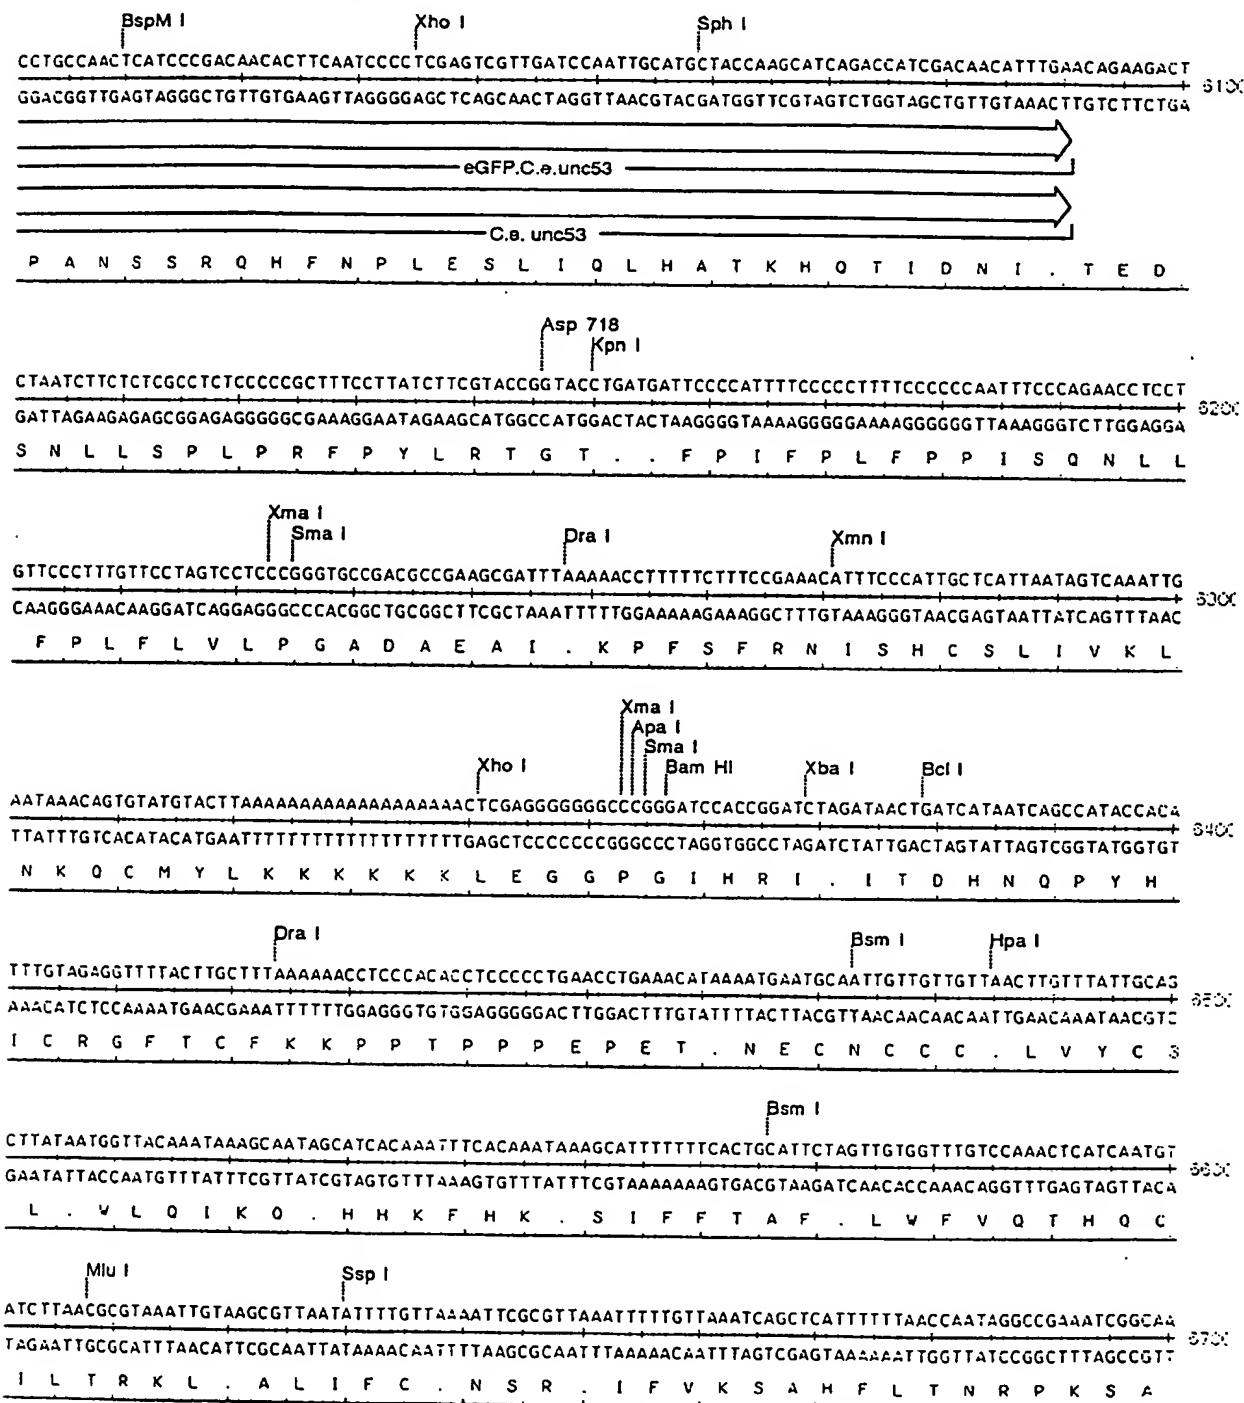 BspM I Xho I Sph I
CCTGCCAACTCATCCCGACAACACTTCAATCCCCTCGAGTCGTTGATCCAATTGCATGCTACCAAGCATCAGACCATCGACAACATTTGAACAGAAGACT
GGACGGTTGAGTAGGGCTGTTGTGAAGTTAGGGGAGCTCAGCAACTAGGTTAACGTACGATGGTTCGTAGTCTGGTAGCTGTTGTAAACTTGTCTTCTGA
eGFP.C.e.unc53
C.e. unc53
P A N S S R Q H F N P L E S L I Q L H A T K H Q T I D N I . T E D
Asp 718
Kpn I
CTAATCTTCTCTCGCCTCTCCCCCGCTTTCCTTATCTTCGTACCGGTACCTGATGATTCCCCATTTTCCCCCTTTTCCCCCCAATTTCCCAGAACCTCCT
GATTAGAAGAGAGCGGAGAGGGGGCGAAAGGAATAGAAGCATGGCCATGGACTACTAAGGGGTAAAAGGGGGAAAAGGGGGGTTAAAGGGTCTTGGAGGA
S N L L S P L P R F P Y L R T G T . . F P I F P L F P P I S Q N L L
Xma I
Sma I Dra I Xmn I
GTTCCCTTTGTTCCTAGTCCTCCCGGGTGCCGACGCCGAAGCGATTTAAAAACCTTTTTCTTTCCGAAACATTTCCCATTGCTCATTAATAGTCAAATTG
CAAGGGAAACAAGGATCAGGAGGGCCCACGGCTGCGGCTTCGCTAAATTTTTGGAAAAAGAAAGGCTTTGTAAAGGGTAACGAGTAATTATCAGTTTAAC
F P L F L V L P G A D A E A I . K P F S F R N I S H C S L I V K L
Xma I
Apa I
Sma I
Xho I Bam HI Xba I Bcl I
AATAAACAGTGTATGTACTTAAAAAAAAAAAAAAAAAAACTCGAGGGGGGGCCCGGGATCCACCGGATCTAGATAACTGATCATAATCAGCCATACCACA
TTATTTGTCACATACATGAATTTTTTTTTTTTTTTTTTTGAGCTCCCCCCCGGGCCCTAGGTGGCCTAGATCTATTGACTAGTATTAGTCGGTATGGTGT
N K Q C M Y L K K K K K K L E G G P G I H R I . I T D H N Q P Y H
Dra I Bsm I Hpa I
TTTGTAGAGGTTTTACTTGCTTTAAAAAACCTCCCACACCTCCCCCTGAACCTGAAACATAAAATGAATGCAATTGTTGTTGTTAACTTGTTTATTGCAG
AAACATCTCCAAAATGAACGAAATTTTTTGGAGGGTGTGGAGGGGGACTTGGACTTTGTATTTTACTTACGTTAACAACAACAATTGAACAAATAACGTC
I C R G F T C F K K P P T P P P E P E T . N E C N C C C . L V Y C S
Bsm I
CTTATAATGGTTACAAATAAAGCAATAGCATCACAAATTTCACAAATAAAGCATTTTTTTCACTGCATTCTAGTTGTGGTTTGTCCAAACTCATCAATGT
GAATATTACCAATGTTTATTTCGTTATCGTAGTGTTTAAAGTGTTTATTTCGTAAAAAAAGTGACGTAAGATCAACACCAAACAGGTTTGAGTAGTTACA
L . W L Q I K Q . H H K F H K . S I F F T A F . L W F V Q T H Q C
Mlu I Ssp I
ATCTTAACGCGTAAATTGTAAGCGTTAATATTTTGTTAAAATTCGCGTTAAATTTTTGTTAAATCAGCTCATTTTTTAACCAATAGGCCGAAATCGGCAA
TAGAATTGCGCATTTAACATTCGCAATTATAAAACAATTTTAAGCGCAATTTAAAAACAATTTAGTCGAGTAAAAAATTGGTTATCCGGCTTTAGCCGTT
I L T R K L . A L I F C . N S R . I F V K S A H F L T N R P K S A